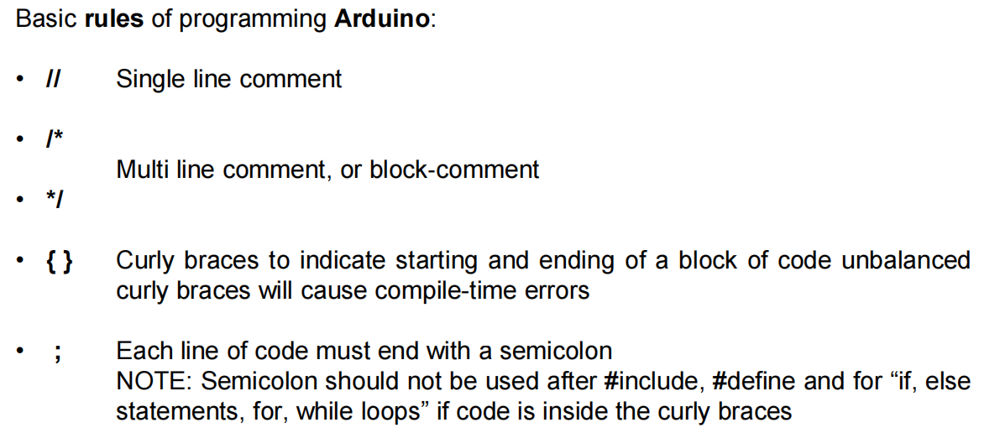 Basic rules of programming Arduino:
• // Single line comment
• /*
Multi line comment, or block-comment
• */
• { } Curly braces to indicate starting and ending of a block of code unbalanced
curly braces will cause compile-time errors
• ; Each line of code must end with a semicolon
NOTE: Semicolon should not be used after #include, #define and for “if, else
statements, for, while loops” if code is inside the curly braces